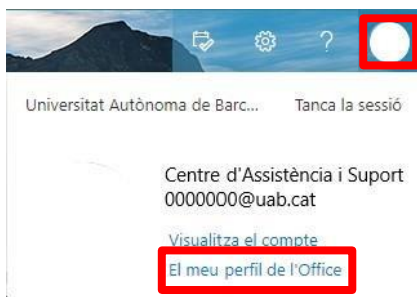 ?
Universitat Autònoma de Barc... Tanca la sessió
Centre d'Assistència i Suport
0000000@uab.cat
Visualitza el compte
El meu perfil de l'Office